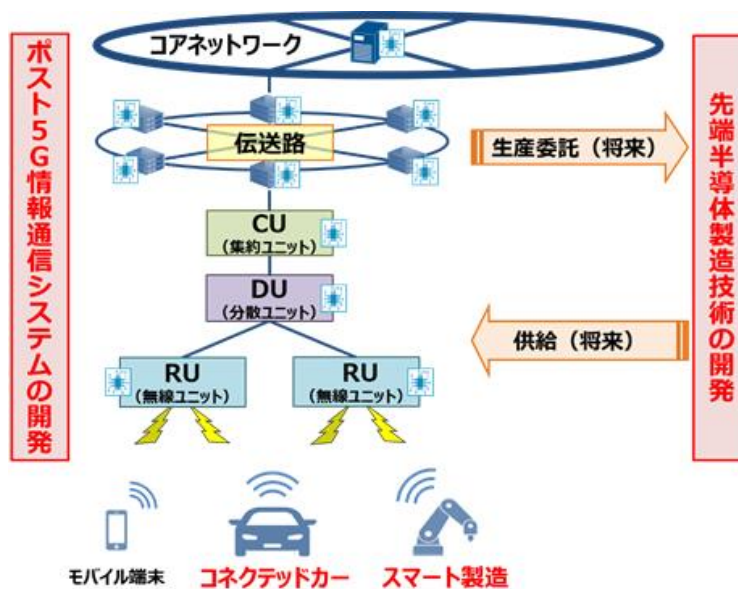 ポスト5G情報通信システムの開発
コアネットワーク
伝送路
CU
(集約ユニット)
DU
(分散ユニット)
RU
(無線ユニット)
RU
(無線ユニット)
モバイル端末
コネクテッドカー
スマート製造
生産委託（将来）
供給（将来）
先端半導体製造技術の開発